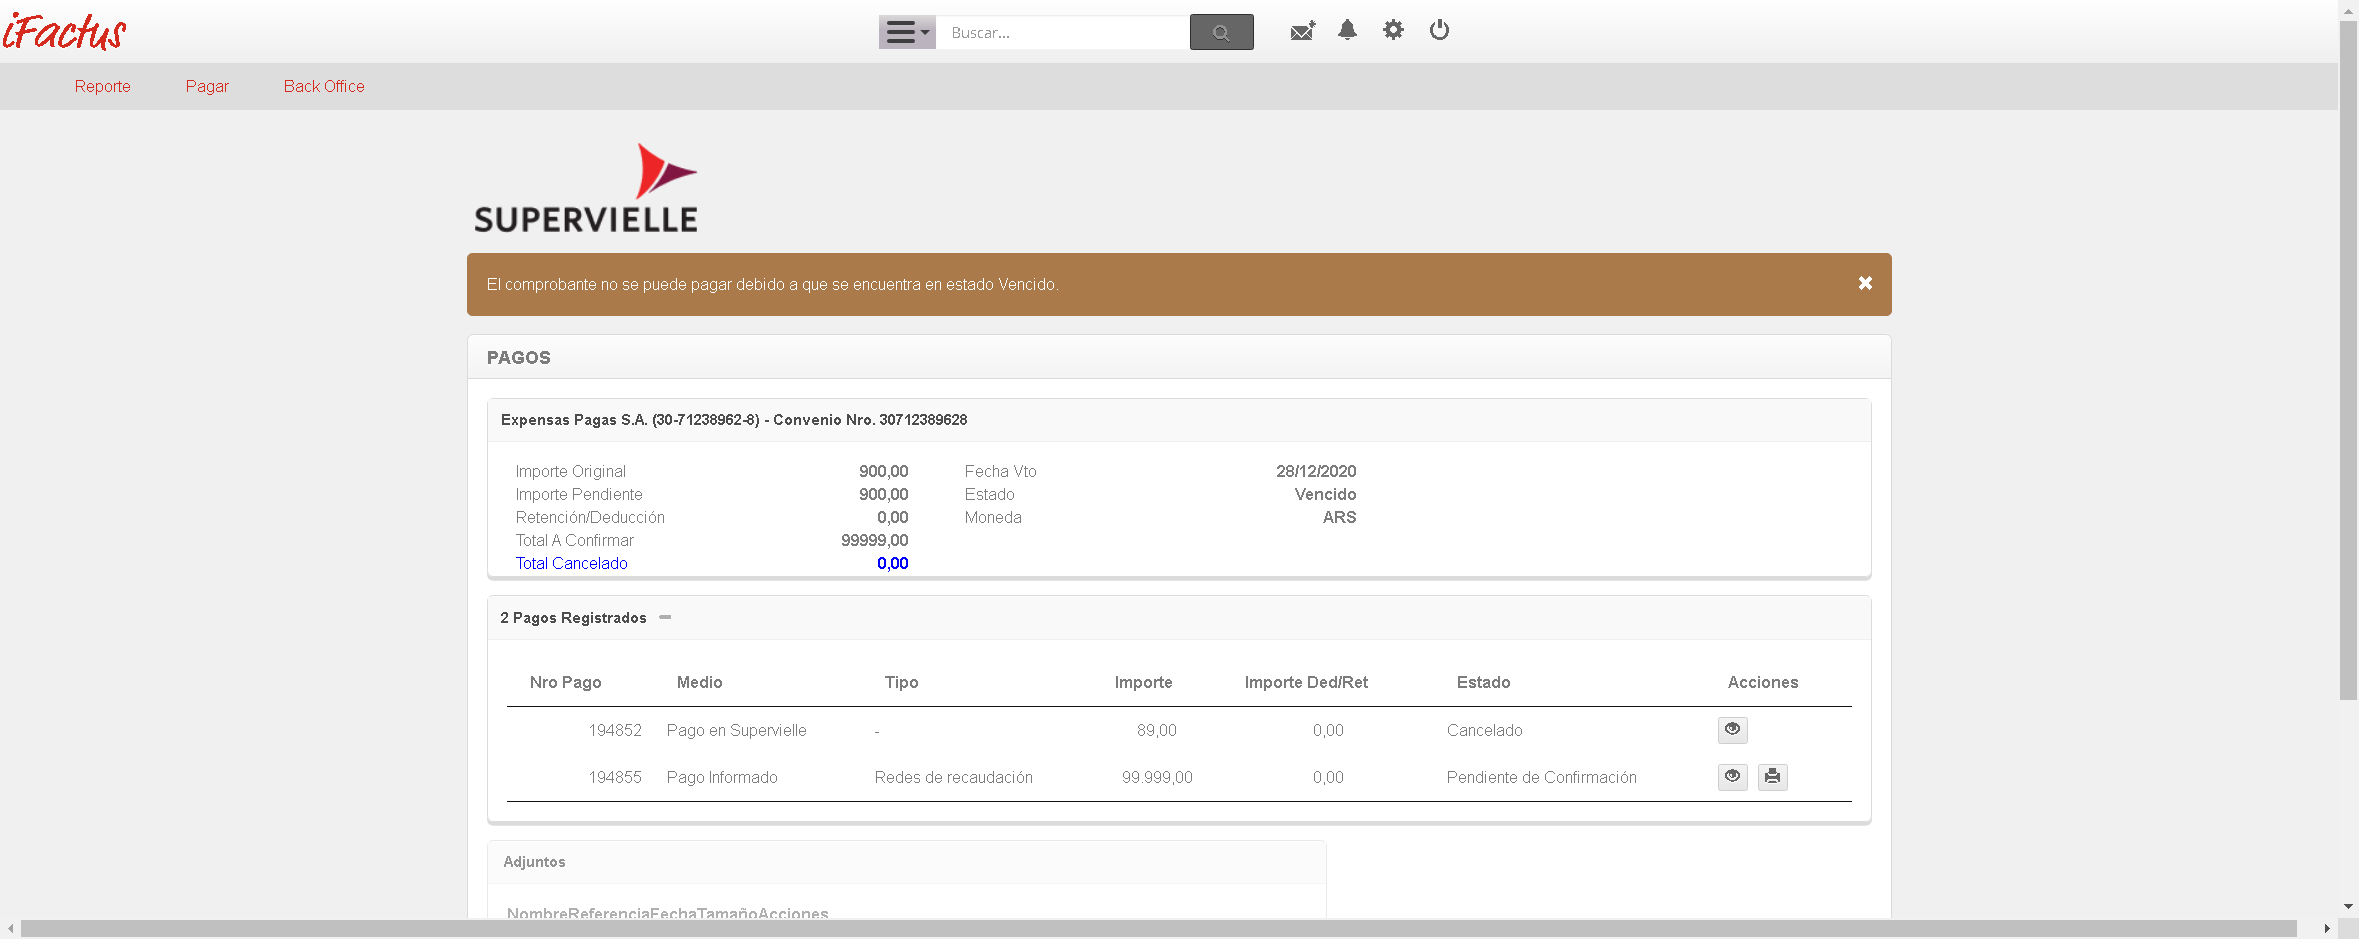 iFactus
Buscar...
Reporte Pagar Back Office
SUPERVIELLE
El comprobante no se puede pagar debido a que se encuentra en estado Vencido.
PAGOS
Expensas Pagas S.A. (30-71238962-8) - Convenio Nro. 30712389628
Importe Original 900,00 Fecha Vto 28/12/2020
Importe Pendiente 900,00 Estado Vencido
Retención/Deducción 0,00 Moneda ARS
Total A Confirmar 99999,00
Total Cancelado 0,00
2 Pagos Registrados
Nro Pago Medio Tipo Importe Importe Ded/Ret Estado Acciones
194852 Pago en Supervielle - 89,00 0,00 Cancelado
194855 Pago Informado Redes de recaudación 99.999,00 0,00 Pendiente de Confirmación
Adjuntos
NombreReferenciaFechaTamañoAcciones